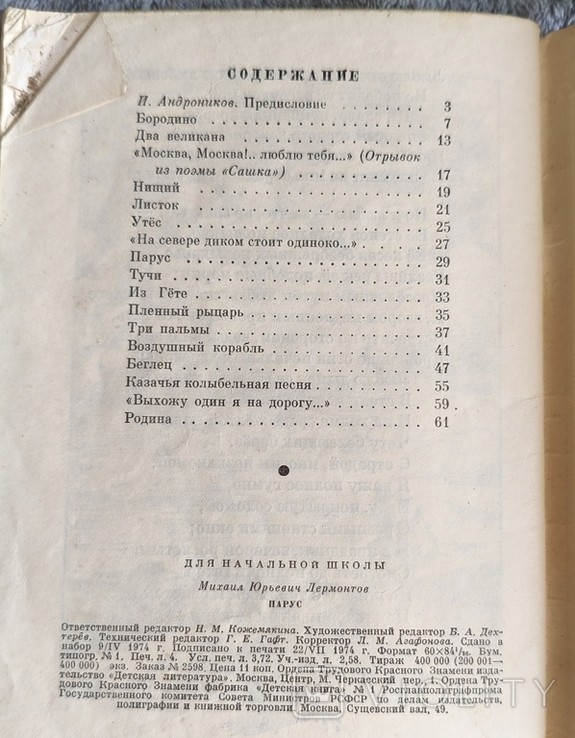 СОДЕРЖАНИЕ
И. Андроников. Предисловие . . . . . . . . 3
Бородино . . . . . . . . . . . . . . . 7
Два великана . . . . . . . . . . . . . 13
«Москва, Москва!.. люблю тебя...» (Отрывок
из поэмы «Сашка») . . . . . . . . . . 17
Нищий . . . . . . . . . . . . . . . . 19
Листок . . . . . . . . . . . . . . . . 21
Утёс . . . . . . . . . . . . . . . . . 25
«На севере диком стоит одиноко...» . . . . . 27
Парус . . . . . . . . . . . . . . . . 29
Тучи . . . . . . . . . . . . . . . . . 31
Из Гёте . . . . . . . . . . . . . . . 33
Пленный рыцарь . . . . . . . . . . . . 35
Три пальмы . . . . . . . . . . . . . . 37
Воздушный корабль . . . . . . . . . . . 41
Беглец . . . . . . . . . . . . . . . . 47
Казачья колыбельная песня . . . . . . . . 55
«Выхожу один я на дорогу...» . . . . . . . 59
Родина . . . . . . . . . . . . . . . . 61
ДЛЯ НАЧАЛЬНОЙ ШКОЛЫ
Михаил Юрьевич Лермонтов
ПАРУС
Ответственный редактор Н. М. Кожемякина. Художественный редактор Б. А. Дех-
терёв. Технический редактор Г. Е. Гафт. Корректор Л. М. Агафонова. Сдано в
набор 9/IV 1974 г. Подписано к печати 22/VII 1974 г. Формат 60×84¹/₁₆. Бум.
типогр. № 1. Печ. л. 4. Усл. печ. л. 3,72. Уч.-изд. л. 2,58. Тираж 400 000 (200 001—
400 000) экз. Заказ № 2598. Цена 11 коп. Ордена Трудового Красного Знамени изда-
тельство «Детская литература». Москва, Центр, М. Черкасский пер., 1. Ордена Тру-
дового Красного Знамени фабрика «Детская книга» № 1 Росглавполиграфпрома
Государственного комитета Совета Министров РСФСР по делам издательств,
полиграфии и книжной торговли. Москва, Сущевский вал, 49.